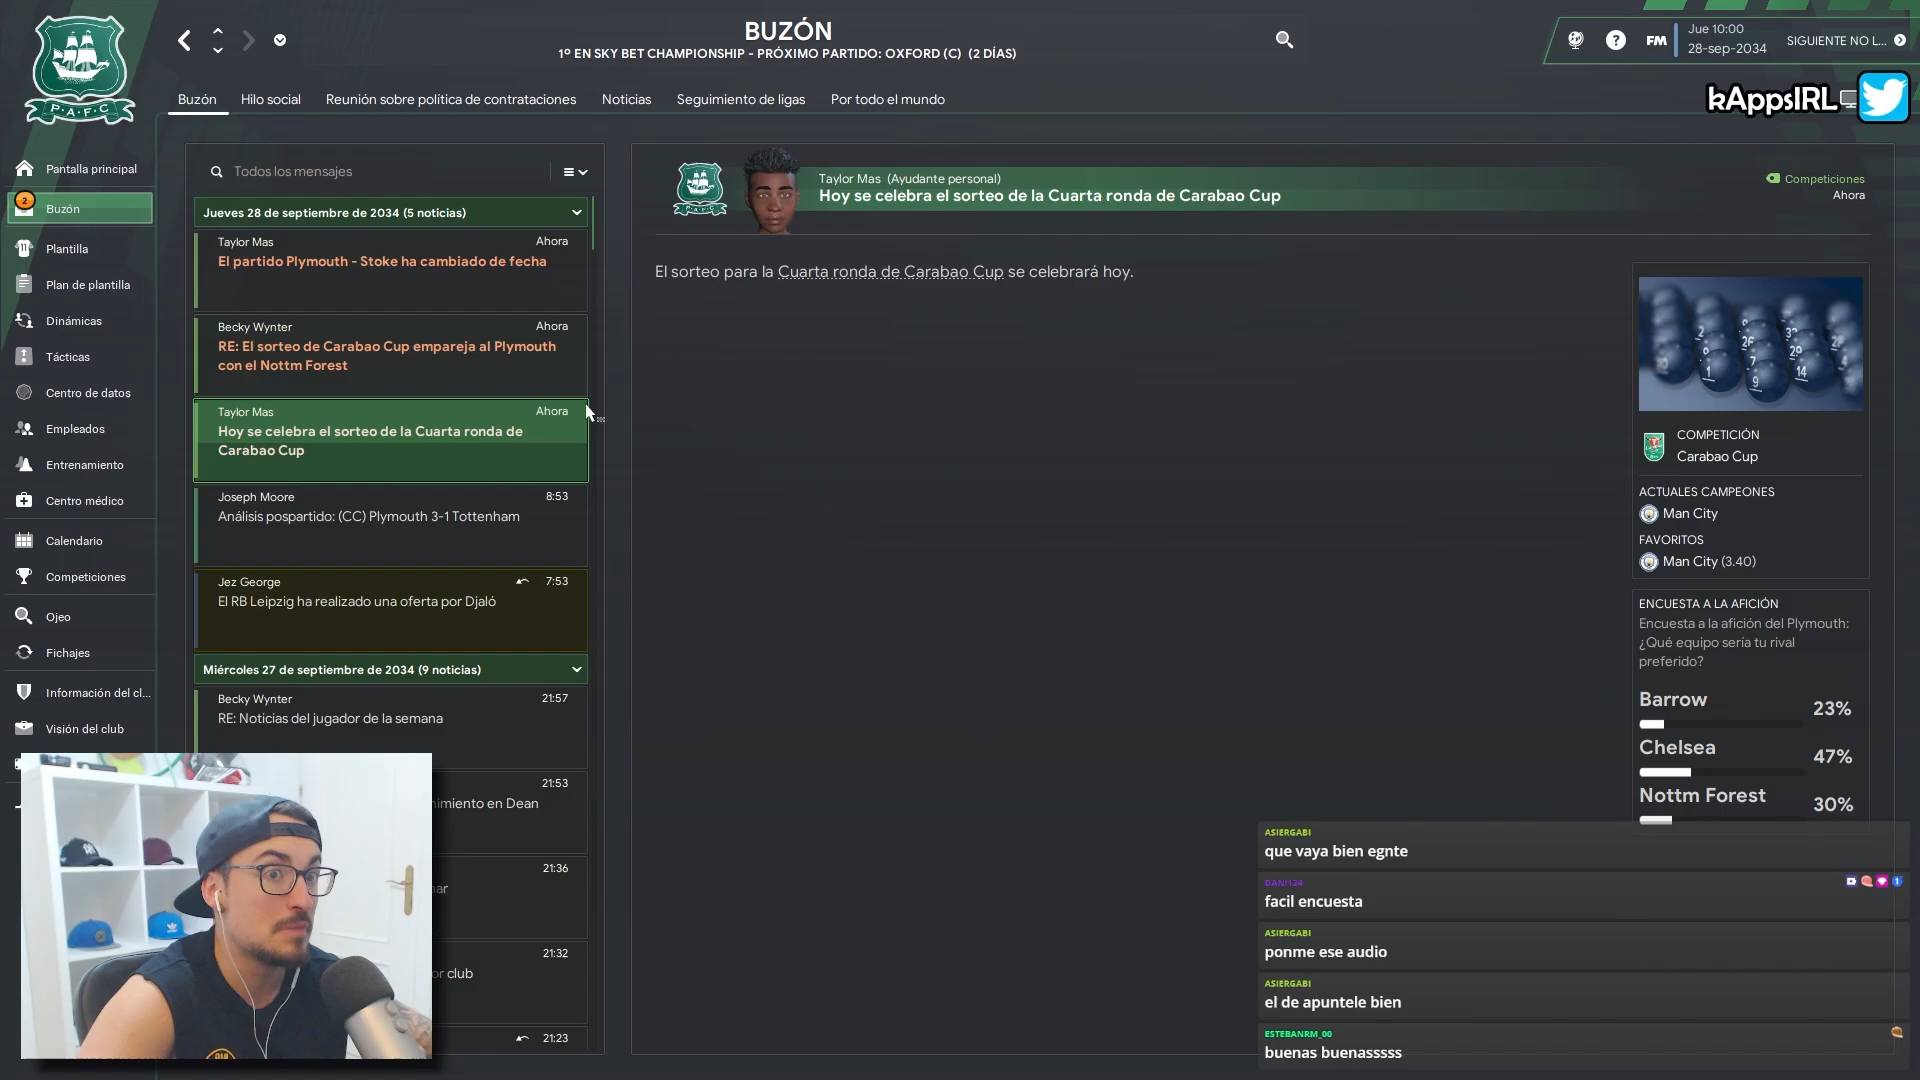 BUZÓN
1º EN SKY BET CHAMPIONSHIP - PRÓXIMO PARTIDO: OXFORD (C) (2 DÍAS)
FM
Jue 10:00
28-sep-2034
SIGUIENTE NO L...
P·A·F·C
Buzón
Hilo social
Reunión sobre política de contrataciones
Noticias
Seguimiento de ligas
Por todo el mundo
kAppsIRL
Pantalla principal
2
Buzón
Plantilla
Plan de plantilla
Dinámicas
Tácticas
Centro de datos
Empleados
Entrenamiento
Centro médico
Calendario
Competiciones
Ojeo
Fichajes
Información del cl...
Visión del club
Todos los mensajes
Jueves 28 de septiembre de 2034 (5 noticias)
Taylor Mas
Ahora
El partido Plymouth - Stoke ha cambiado de fecha
Becky Wynter
Ahora
RE: El sorteo de Carabao Cup empareja al Plymouth
con el Nottm Forest
Taylor Mas
Ahora
Hoy se celebra el sorteo de la Cuarta ronda de
Carabao Cup
Joseph Moore
8:53
Análisis pospartido: (CC) Plymouth 3-1 Tottenham
Jez George
7:53
El RB Leipzig ha realizado una oferta por Djaló
Miércoles 27 de septiembre de 2034 (9 noticias)
Becky Wynter
21:57
RE: Noticias del jugador de la semana
21:53
nimiento en Dean
21:36
nar
21:32
or club
21:23
Taylor Mas (Ayudante personal)
Hoy se celebra el sorteo de la Cuarta ronda de Carabao Cup
Competiciones
Ahora
El sorteo para la Cuarta ronda de Carabao Cup se celebrará hoy.
COMPETICIÓN
Carabao Cup
ACTUALES CAMPEONES
Man City
FAVORITOS
Man City (3.40)
ENCUESTA A LA AFICIÓN
Encuesta a la afición del Plymouth:
¿Qué equipo sería tu rival
preferido?
Barrow
23%
Chelsea
47%
Nottm Forest
30%
ASIERGABI
que vaya bien egnte
DANI124
facil encuesta
ASIERGABI
ponme ese audio
ASIERGABI
el de apuntele bien
ESTEBANRM_00
buenas buenasssss